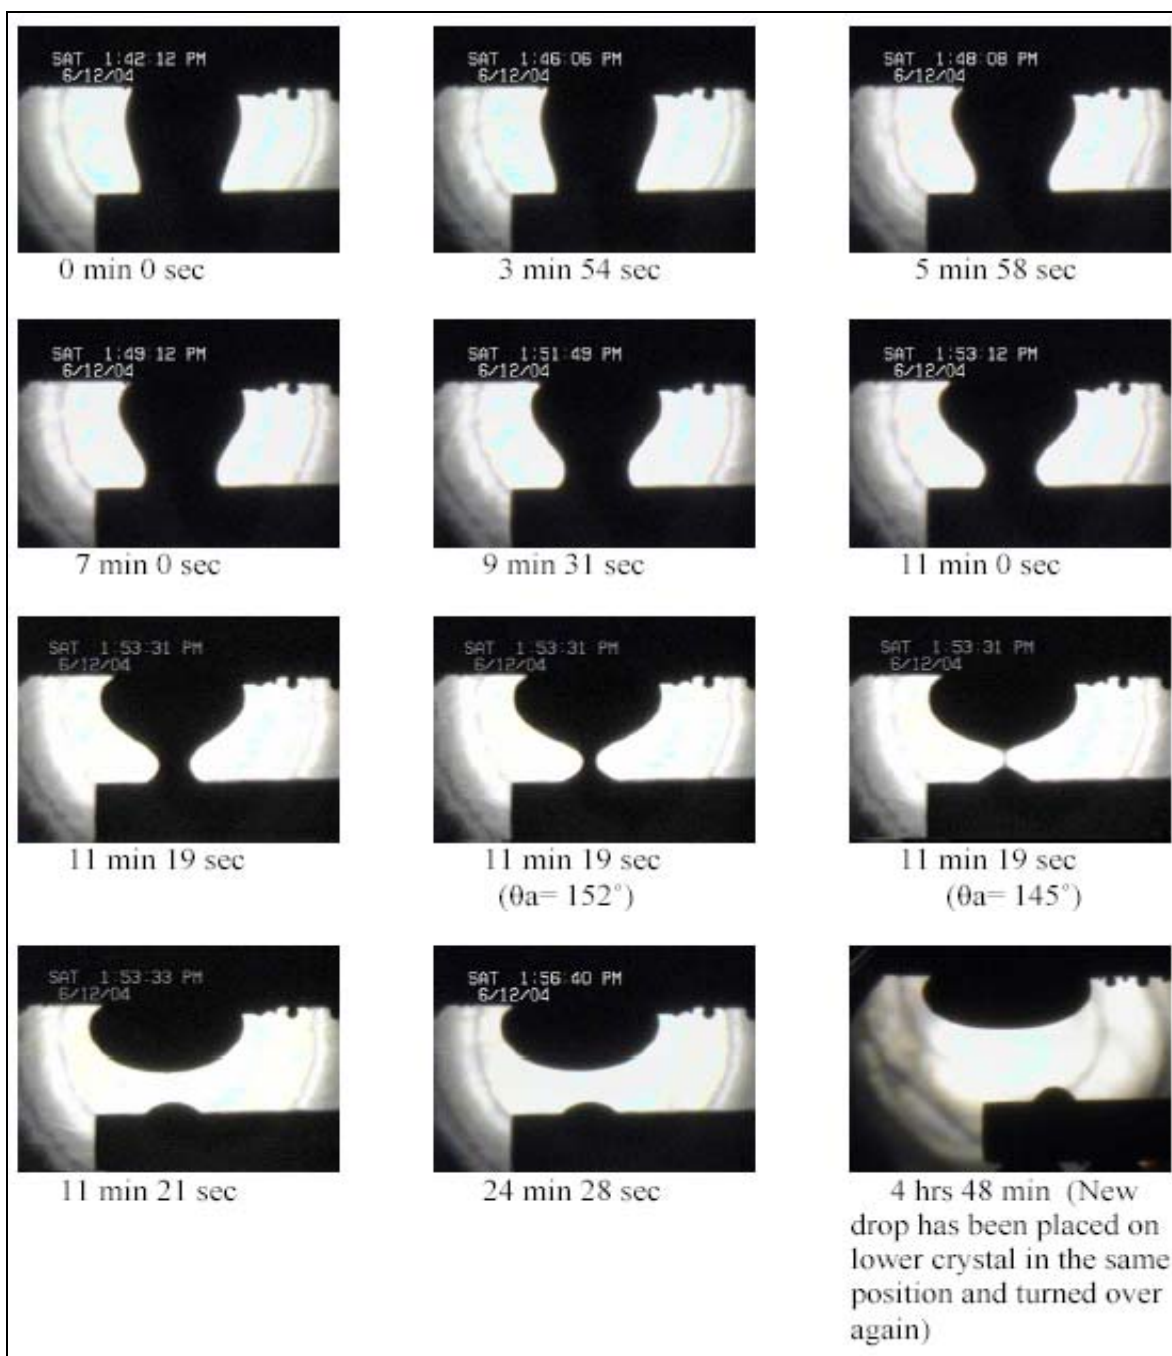 SAT 1:42:12 PM
6/12/04
SAT 1:46:06 PM
6/12/04
SAT 1:48:08 PM
6/12/04
0 min 0 sec
3 min 54 sec
5 min 58 sec
SAT 1:49:12 PM
6/12/04
SAT 1:51:49 PM
6/12/04
SAT 1:53:12 PM
6/12/04
7 min 0 sec
9 min 31 sec
11 min 0 sec
SAT 1:53:31 PM
6/12/04
SAT 1:53:31 PM
6/12/04
SAT 1:53:31 PM
6/12/04
11 min 19 sec
11 min 19 sec
(θa= 152°)
11 min 19 sec
(θa= 145°)
SAT 1:53:33 PM
6/12/04
SAT 1:56:40 PM
6/12/04
11 min 21 sec
24 min 28 sec
4 hrs 48 min (New
drop has been placed on
lower crystal in the same
position and turned over
again)